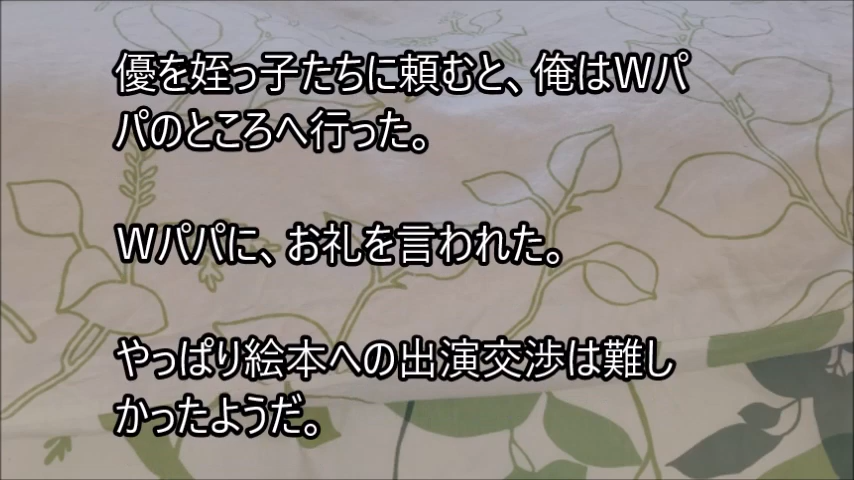 優を姪っ子たちに頼むと、俺はWパ
パのところへ行った。
Wパパに、お礼を言われた。
やっぱり絵本への出演交渉は難し
かったようだ。